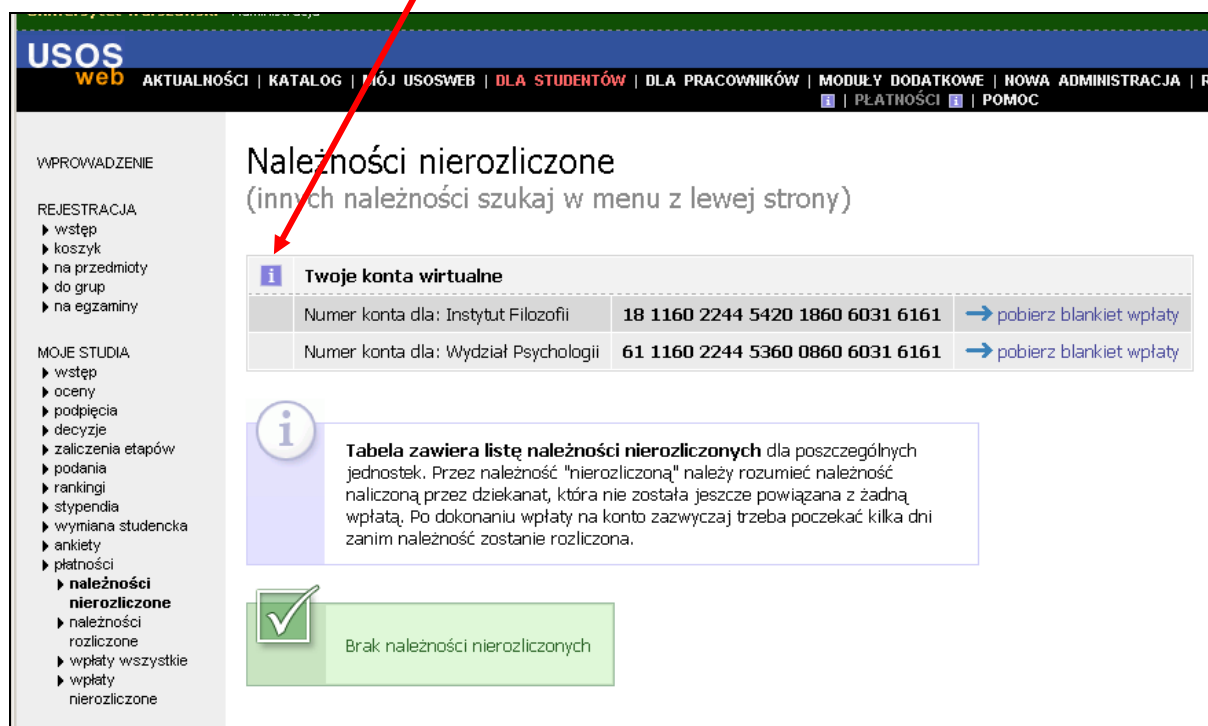 USOS
web
AKTUALNOŚCI | KATALOG | MÓJ USOSWEB | DLA STUDENTÓW | DLA PRACOWNIKÓW | MODUŁY DODATKOWE | NOWA ADMINISTRACJA |
i | PŁATNOŚCI i | POMOC
WPROWADZENIE
REJESTRACJA
wstęp
koszyk
na przedmioty
do grup
na egzaminy
MOJE STUDIA
wstęp
oceny
podpięcia
decyzje
zaliczenia etapów
podania
rankingi
stypendia
wymiana studencka
ankiety
płatności
należności
nierozliczone
należności
rozliczone
wpłaty wszystkie
wpłaty
nierozliczone
Należności nierozliczone
(innych należności szukaj w menu z lewej strony)
i Twoje konta wirtualne
Numer konta dla: Instytut Filozofii 18 1160 2244 5420 1860 6031 6161 pobierz blankiet wpłaty
Numer konta dla: Wydział Psychologii 61 1160 2244 5360 0860 6031 6161 pobierz blankiet wpłaty
i
Tabela zawiera listę należności nierozliczonych dla poszczególnych
jednostek. Przez należność "nierozliczoną" należy rozumieć należność
naliczoną przez dziekanat, która nie została jeszcze powiązana z żadną
wpłatą. Po dokonaniu wpłaty na konto zazwyczaj trzeba poczekać kilka dni
zanim należność zostanie rozliczona.
Brak należności nierozliczonych